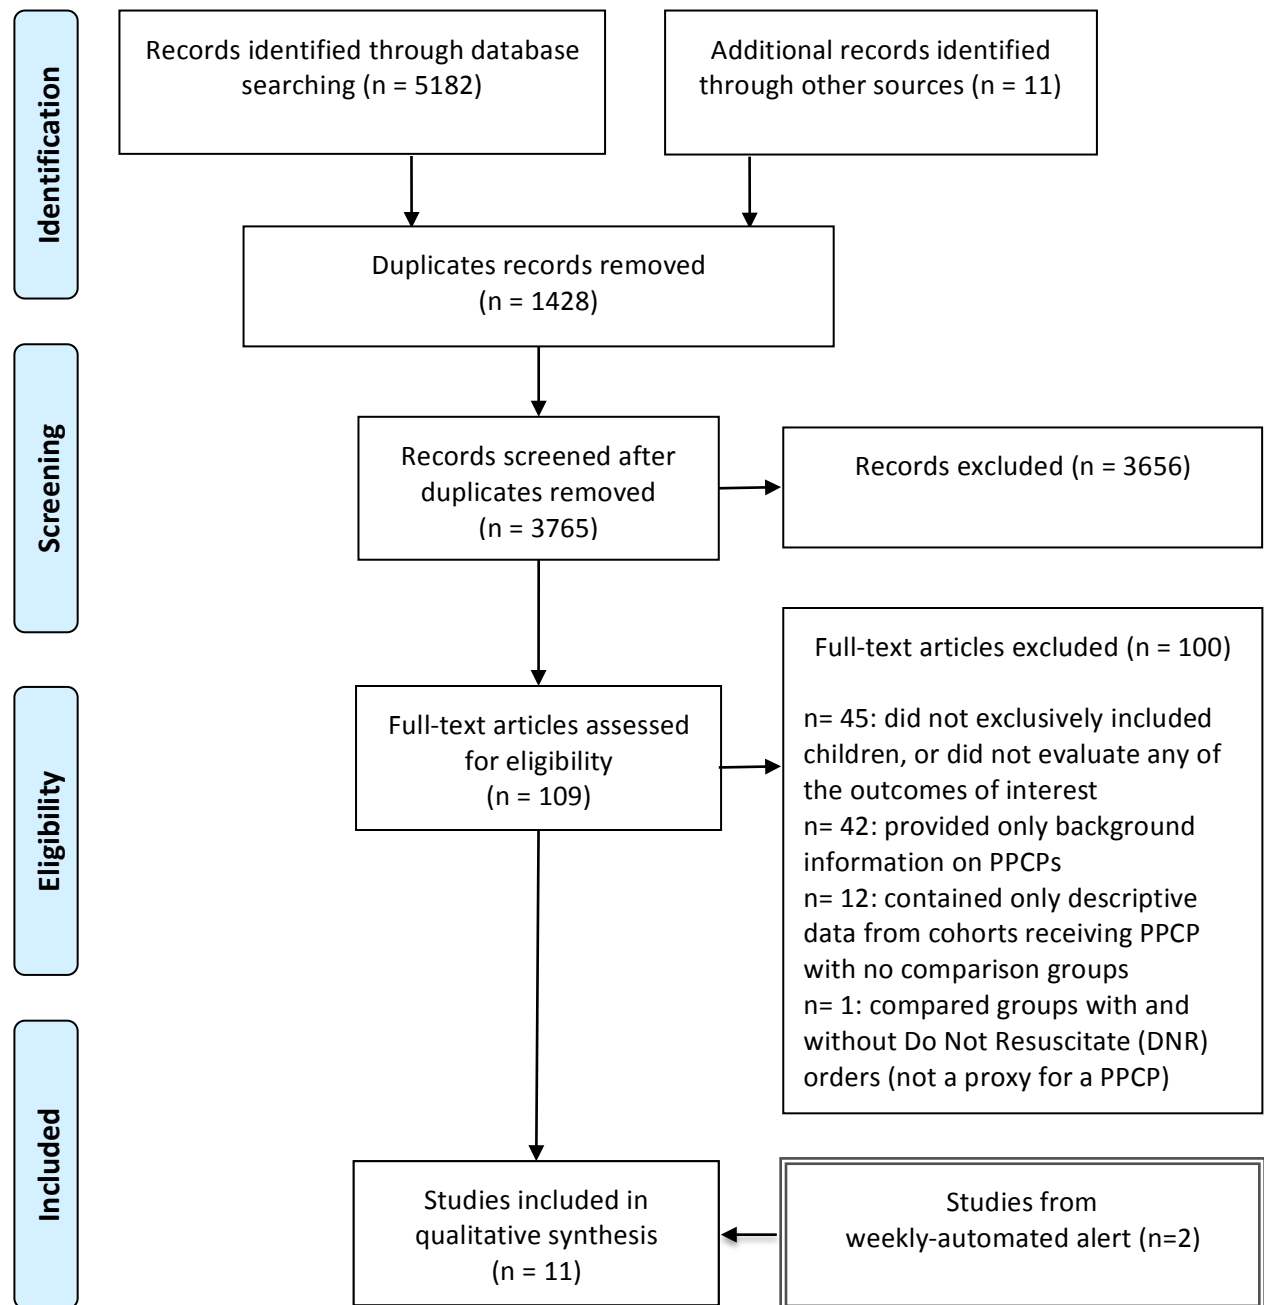 Identification
Records identified through database
searching (n = 5182)
Additional records identified
through other sources (n = 11)
Duplicates records removed
(n = 1428)
Screening
Records screened after
duplicates removed
(n = 3765)
Records excluded (n = 3656)
Eligibility
Full-text articles assessed
for eligibility
(n = 109)
Full-text articles excluded (n = 100)
n= 45: did not exclusively included
children, or did not evaluate any of
the outcomes of interest
n= 42: provided only background
information on PPCPs
n= 12: contained only descriptive
data from cohorts receiving PPCP
with no comparison groups
n= 1: compared groups with and
without Do Not Resuscitate (DNR)
orders (not a proxy for a PPCP)
Included
Studies included in
qualitative synthesis
(n = 11)
Studies from
weekly-automated alert (n=2)